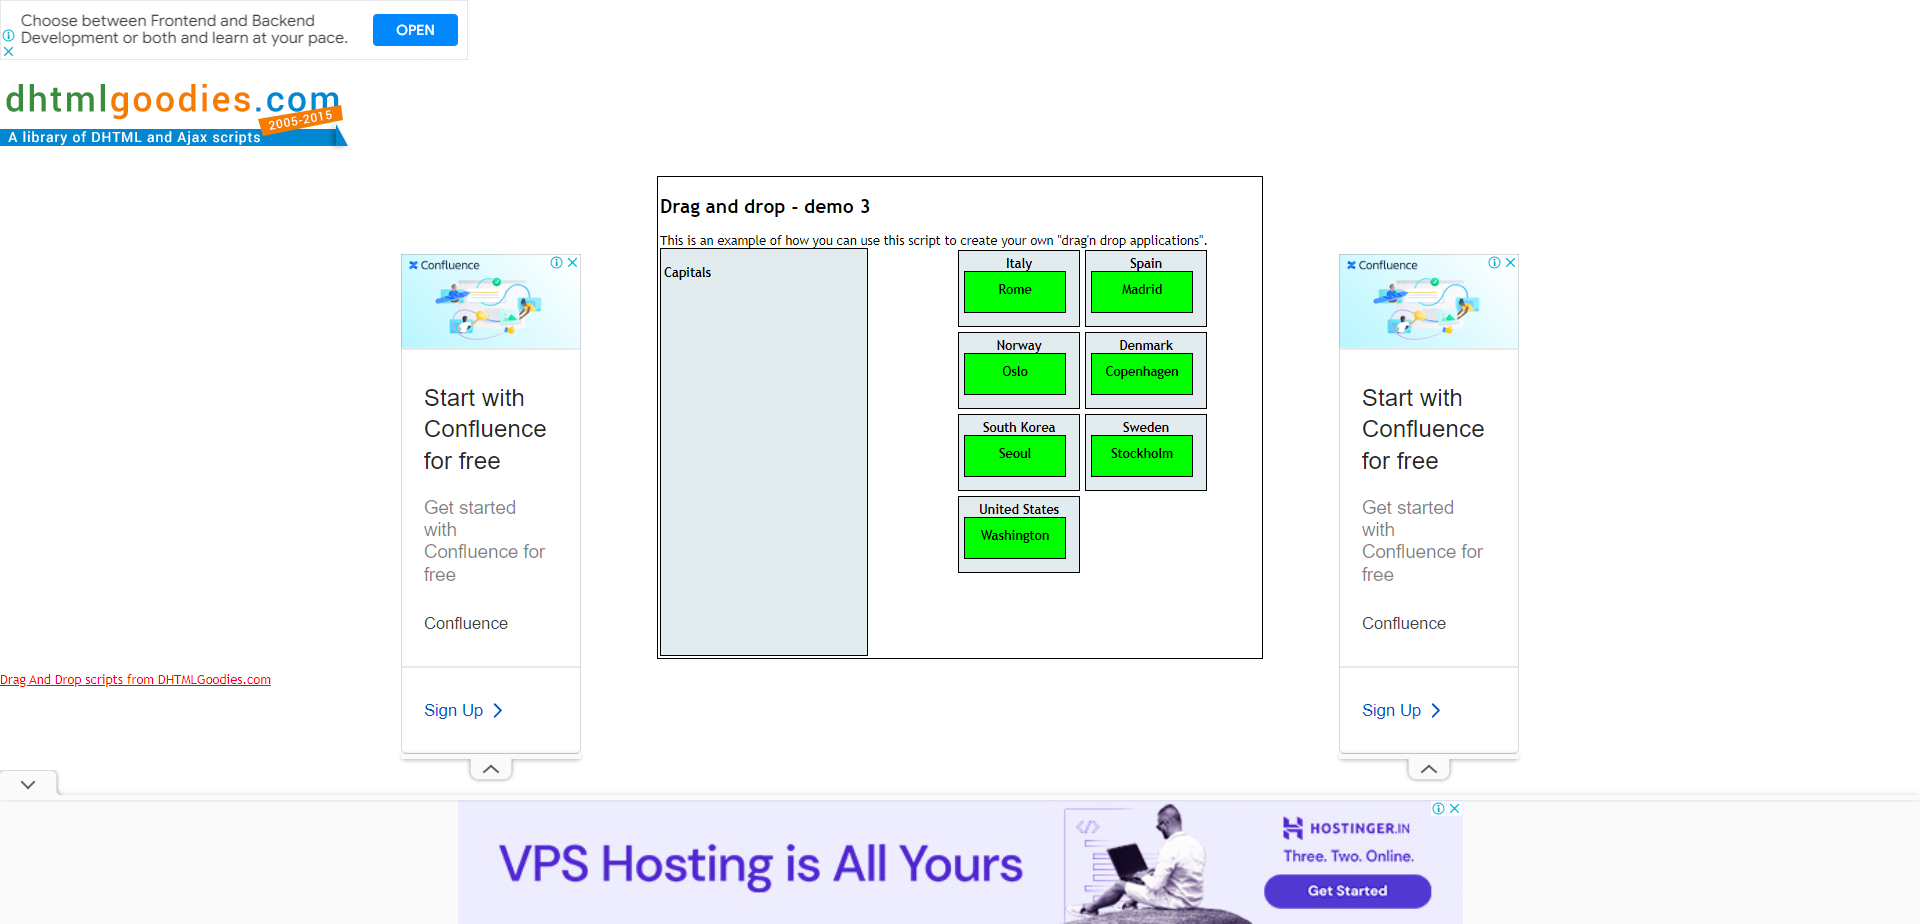 Choose between Frontend and Backend
Development or both and learn at your pace.
OPEN
dhtmlgoodies.com
2005-2015
A library of DHTML and Ajax scripts
Drag and drop - demo 3
This is an example of how you can use this script to create your own "drag'n drop applications".
Capitals
Italy
Rome
Spain
Madrid
Norway
Oslo
Denmark
Copenhagen
South Korea
Seoul
Sweden
Stockholm
United States
Washington
Confluence
Start with
Confluence
for free
Get started
with
Confluence for
free
Confluence
Sign Up
Confluence
Start with
Confluence
for free
Get started
with
Confluence for
free
Confluence
Sign Up
Drag And Drop scripts from DHTMLGoodies.com
VPS Hosting is All Yours
</>
HOSTINGER.IN
Three. Two. Online.
Get Started